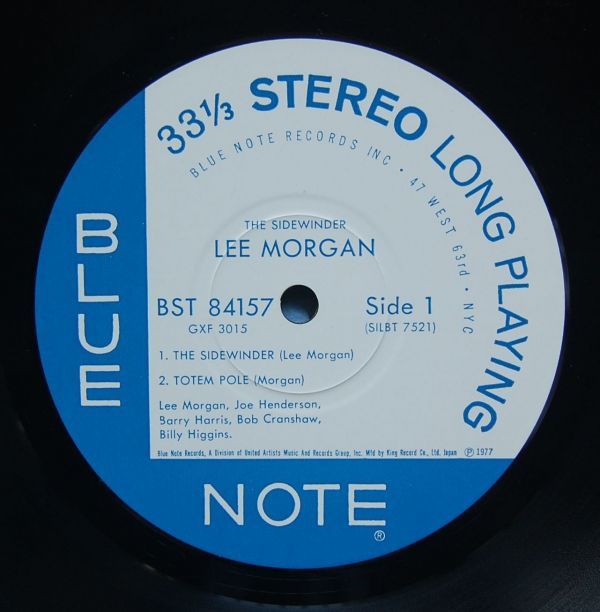 33 1/3 STEREO LONG PLAYING
BLUE NOTE RECORDS INC • 47 WEST 63rd • NYC
THE SIDEWINDER
LEE MORGAN
BST 84157 Side 1
GXF 3015 (SILBT 7521)
1. THE SIDEWINDER (Lee Morgan)
2. TOTEM POLE (Morgan)
Lee Morgan, Joe Henderson,
Barry Harris, Bob Cranshaw,
Billy Higgins.
Blue Note Records, A Division of United Artists Music And Records Group, Inc. Mfd by King Record Co., Ltd. Japan ℗ 1977
BLUE
NOTE®